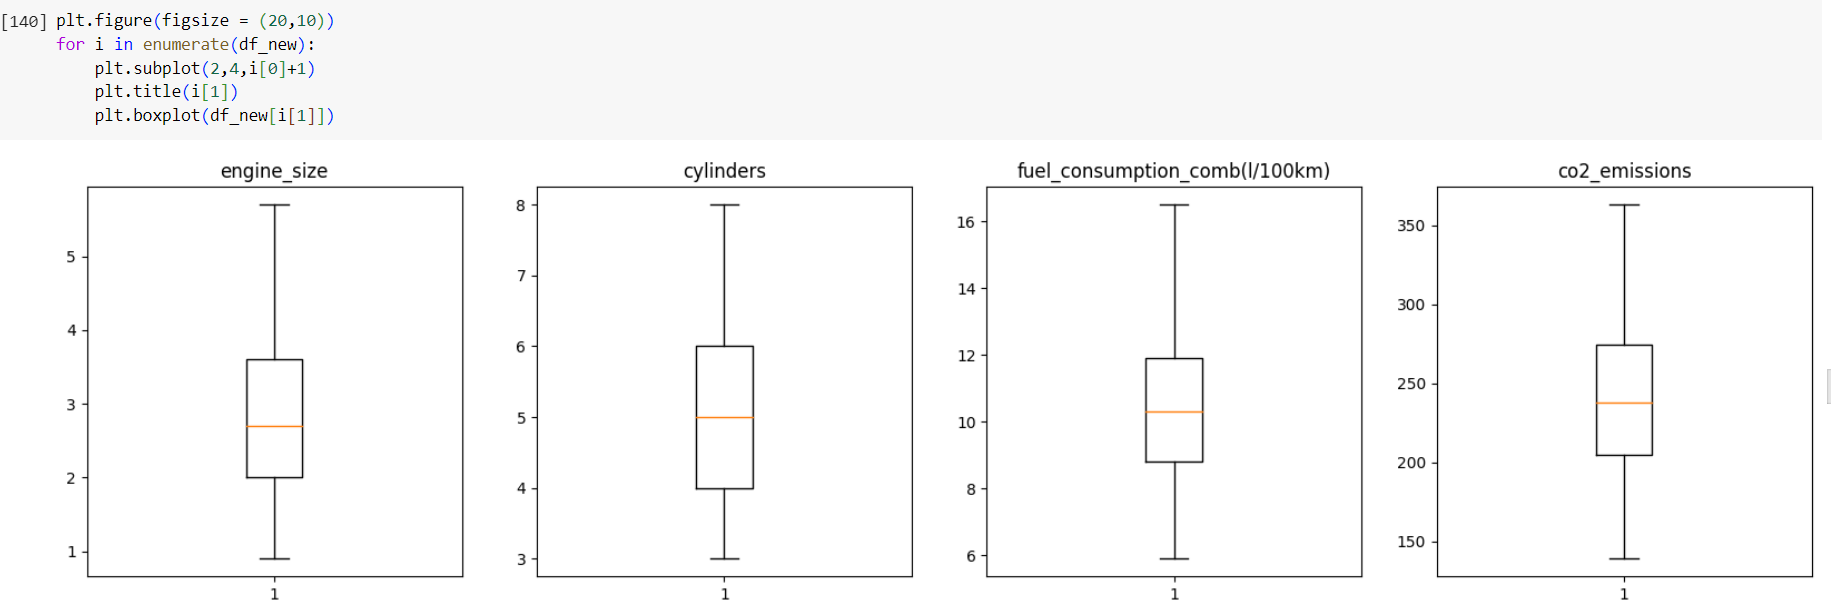 [140] plt.figure(figsize = (20,10))
for i in enumerate(df_new):
    plt.subplot(2,4,i[0]+1)
    plt.title(i[1])
    plt.boxplot(df_new[i[1]])
engine_size
5
4
3
2
1
1
cylinders
8
7
6
5
4
3
1
fuel_consumption_comb(l/100km)
16
14
12
10
8
6
1
co2_emissions
350
300
250
200
150
1